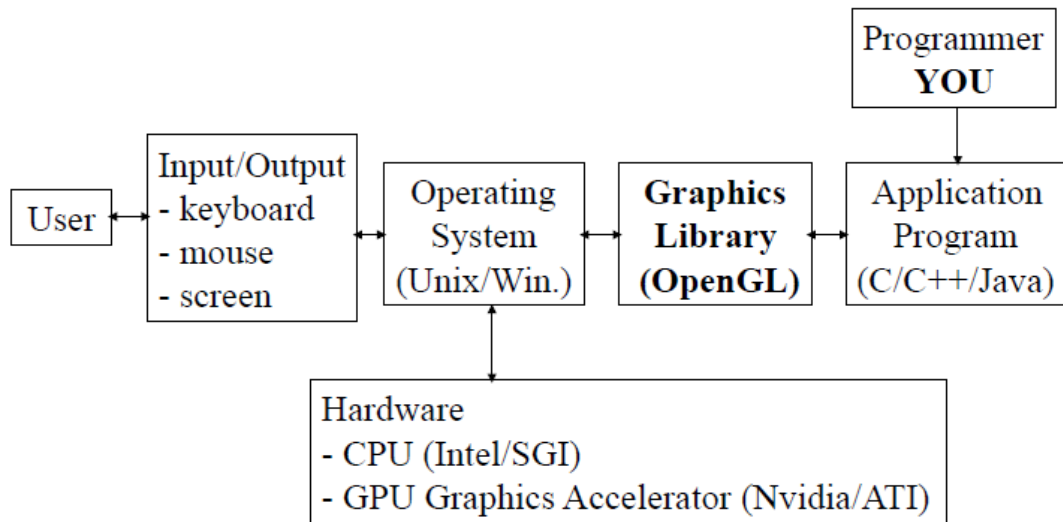 Programmer
YOU
User
Input/Output
- keyboard
- mouse
- screen
Operating
System
(Unix/Win.)
Graphics
Library
(OpenGL)
Application
Program
(C/C++/Java)
Hardware
- CPU (Intel/SGI)
- GPU Graphics Accelerator (Nvidia/ATI)